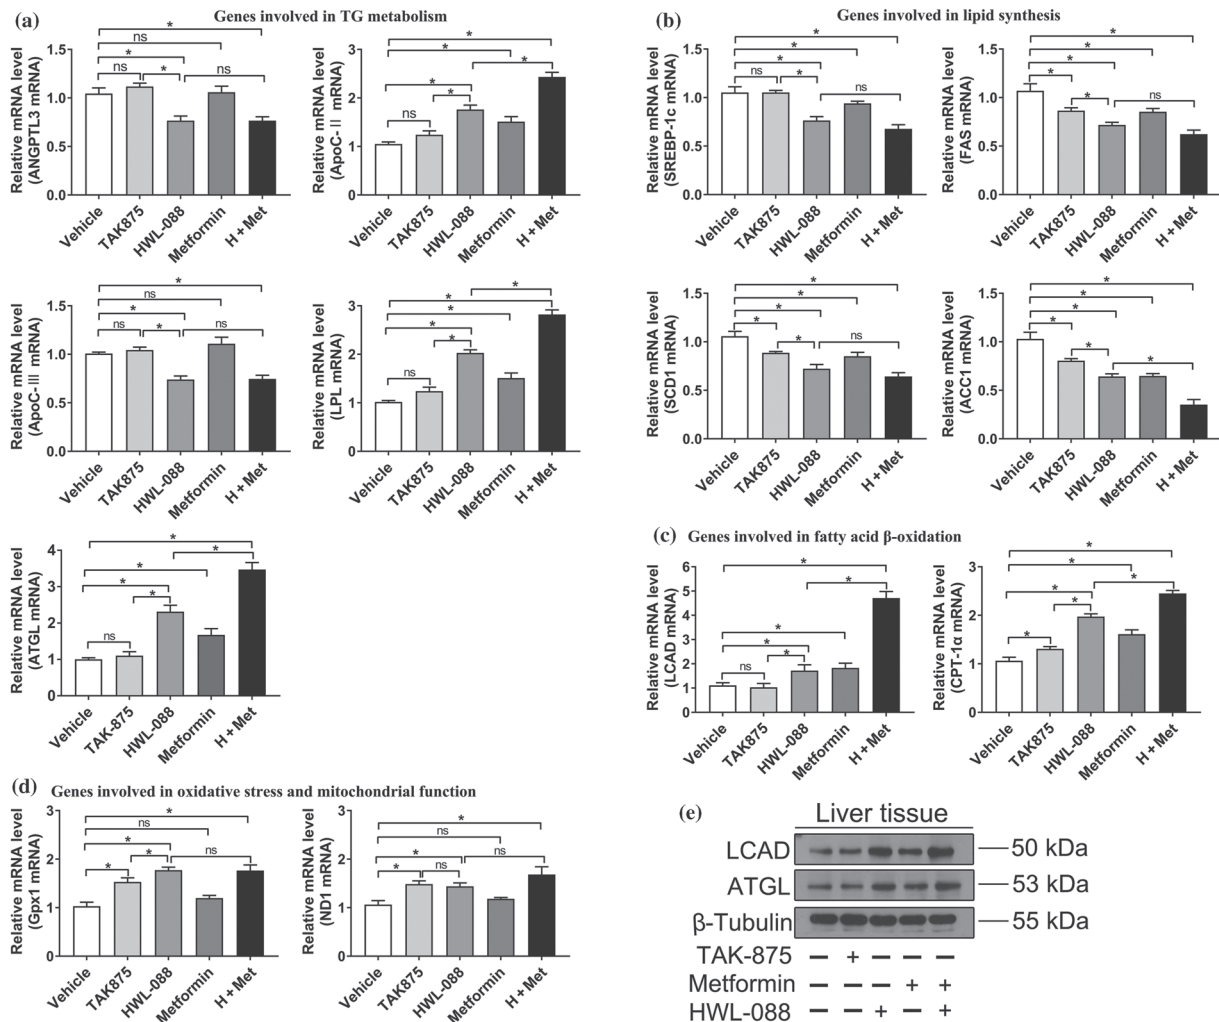 (a)
Genes involved in TG metabolism
Relative mRNA level
(ANGPTL3 mRNA)
1.5
1.0
0.5
0.0
*
ns
*
ns
*
ns
Vehicle
TAK875
HWL-088
Metformin
H + Met
Relative mRNA level
(ApoC-Ⅱ mRNA)
3
2
1
0
*
*
*
*
*
ns
Vehicle
TAK875
HWL-088
Metformin
H + Met
Relative mRNA level
(ApoC-Ⅲ mRNA)
1.5
1.0
0.5
0.0
*
ns
*
ns
*
ns
Vehicle
TAK875
HWL-088
Metformin
H + Met
Relative mRNA level
(LPL mRNA)
3
2
1
0
*
*
*
*
*
ns
Vehicle
TAK875
HWL-088
Metformin
H + Met
Relative mRNA level
(ATGL mRNA)
4
3
2
1
0
*
*
*
*
*
ns
Vehicle
TAK-875
HWL-088
Metformin
H + Met
(b)
Genes involved in lipid synthesis
Relative mRNA level
(SREBP-1c mRNA)
1.5
1.0
0.5
0.0
*
*
*
ns
*
ns
Vehicle
TAK875
HWL-088
Metformin
H + Met
Relative mRNA level
(FAS mRNA)
1.5
1.0
0.5
0.0
*
*
*
*
*
ns
Vehicle
TAK875
HWL-088
Metformin
H + Met
Relative mRNA level
(SCD1 mRNA)
1.5
1.0
0.5
0.0
*
*
*
*
*
ns
Vehicle
TAK875
HWL-088
Metformin
H + Met
Relative mRNA level
(ACC1 mRNA)
1.5
1.0
0.5
0.0
*
*
*
*
*
*
Vehicle
TAK875
HWL-088
Metformin
H + Met
(c)
Genes involved in fatty acid β-oxidation
Relative mRNA level
(LCAD mRNA)
6
5
4
3
2
1
0
*
*
*
*
*
ns
Vehicle
TAK875
HWL-088
Metformin
H + Met
Relative mRNA level
(CPT-1α mRNA)
3
2
1
0
*
*
*
*
*
*
Vehicle
TAK875
HWL-088
Metformin
H + Met
(d)
Genes involved in oxidative stress and mitochondrial function
Relative mRNA level
(Gpx1 mRNA)
3
2
1
0
*
ns
*
*
*
ns
Vehicle
TAK875
HWL-088
Metformin
H + Met
Relative mRNA level
(ND1 mRNA)
3
2
1
0
*
ns
*
ns
*
ns
Vehicle
TAK875
HWL-088
Metformin
H + Met
(e)
Liver tissue
LCAD 50 kDa
ATGL 53 kDa
β-Tubulin 55 kDa
TAK-875 − + − − −
Metformin − − − + +
HWL-088 − − + − +